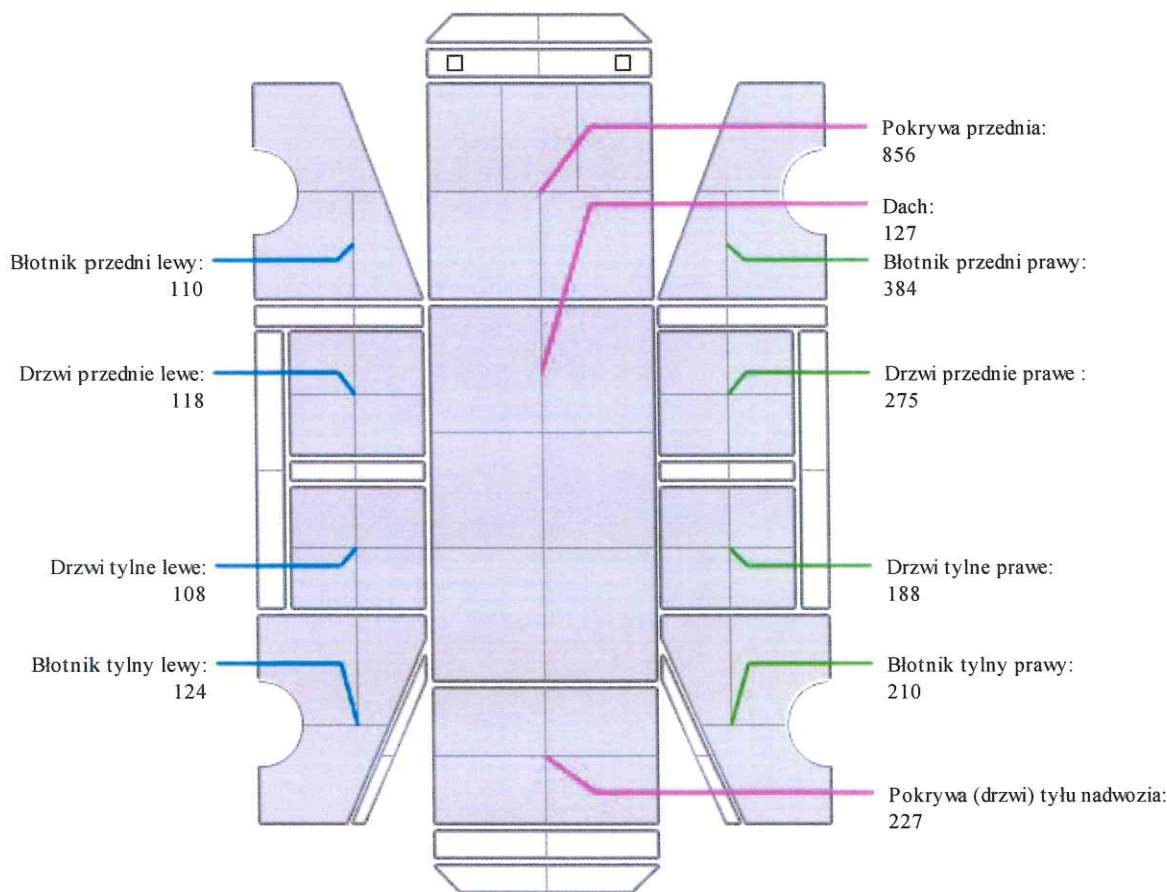 Pokrywa przednia:
856
Dach:
127
Błotnik przedni lewy:
110
Błotnik przedni prawy:
384
Drzwi przednie lewe:
118
Drzwi przednie prawe :
275
Drzwi tylne lewe:
108
Drzwi tylne prawe:
188
Błotnik tylny lewy:
124
Błotnik tylny prawy:
210
Pokrywa (drzwi) tyłu nadwozia:
227